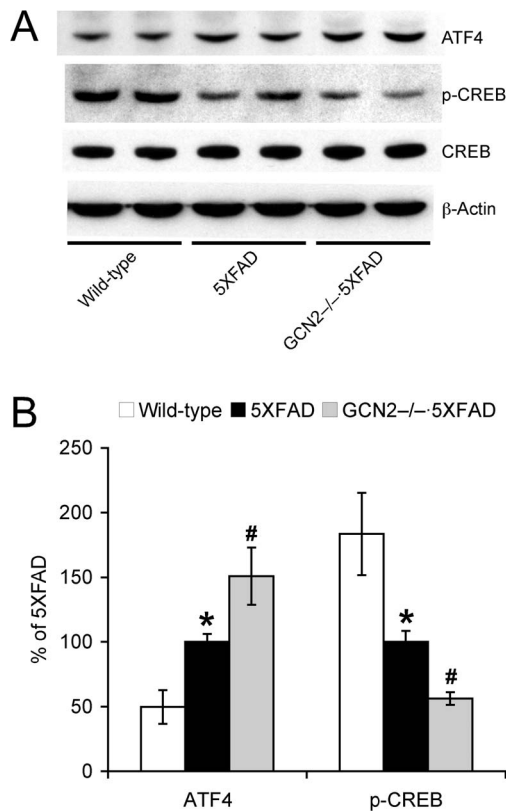 A
ATF4
p-CREB
CREB
β-Actin
Wild-type
5XFAD
GCN2–/–·5XFAD
B
Wild-type 5XFAD GCN2–/–·5XFAD
250
200
150
100
50
0
% of 5XFAD
* # * #
ATF4 p-CREB